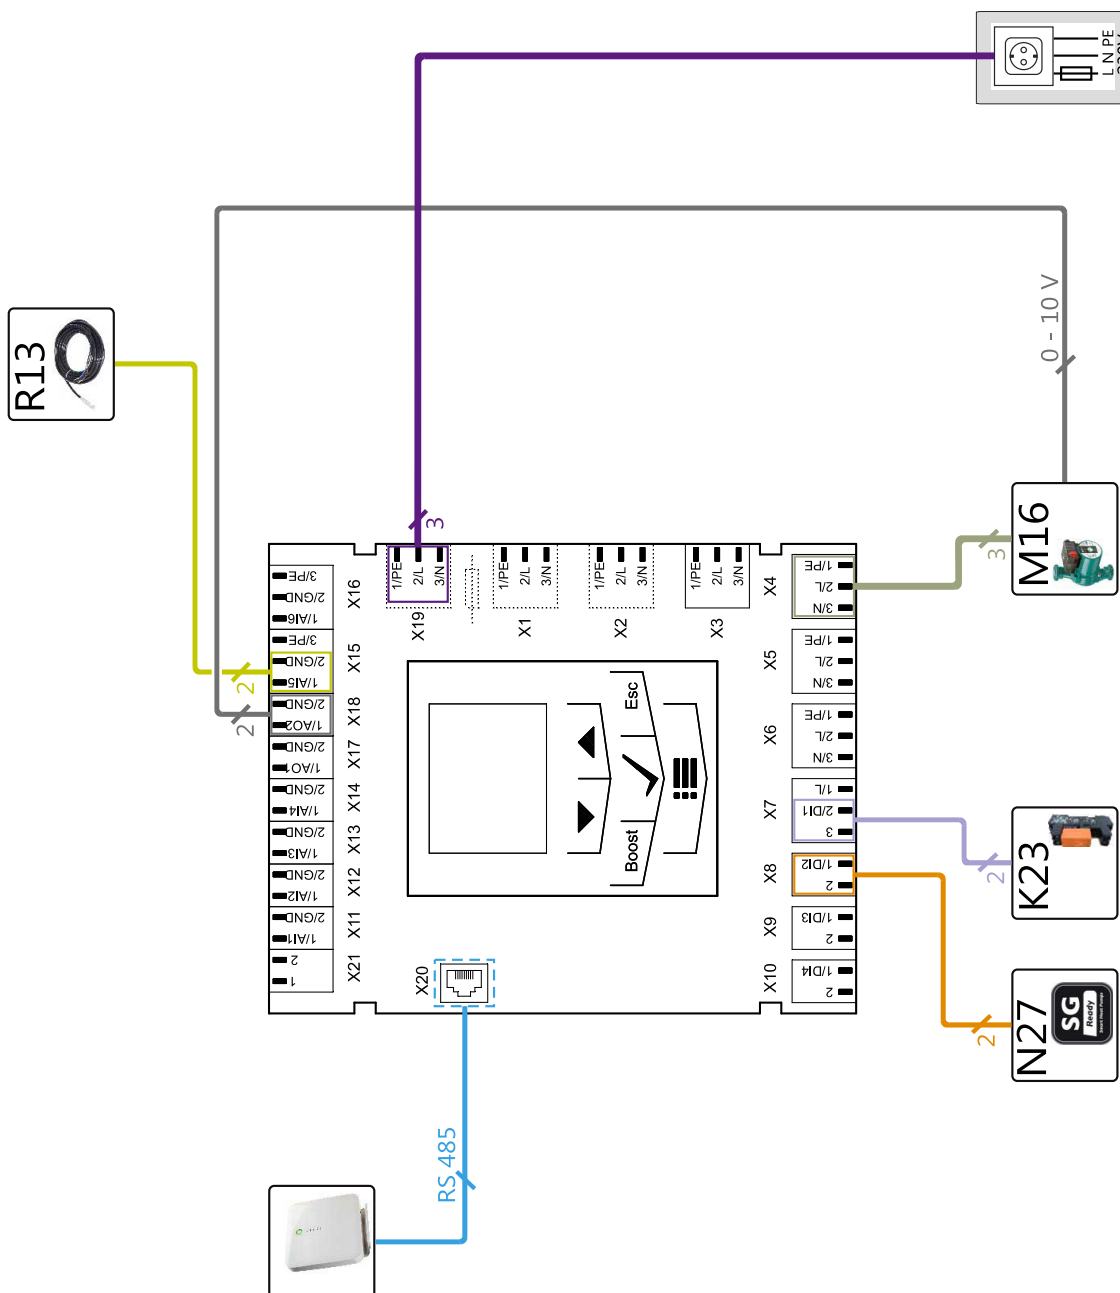 L N PE
0 - 10 V
R13
3
2
2
3
M16
3/PE
2/GND
1/AI6
X16
3/PE
2/GND
1/AI5
X15
2/GND
1/AO2
X18
2/GND
1/AO1
X17
2/GND
1/AI4
X14
2/GND
1/AI3
X13
2/GND
1/AI2
X12
2/GND
1/AI1
X11
2
1
X21
1/PE
2/L
3/N
X19
1/PE
2/L
3/N
X1
1/PE
2/L
3/N
X2
1/PE
2/L
3/N
X3
X4
1/PE
2/L
3/N
X5
1/PE
2/L
3/N
X6
1/PE
2/L
3/N
X7
1/L
2/DI1
3
X8
1/DI2
2
X9
1/DI3
2
X10
1/DI4
2
Esc
Boost
X20
2
K23
2
N27
SG
Ready
Smart Heat Pumps
RS 485